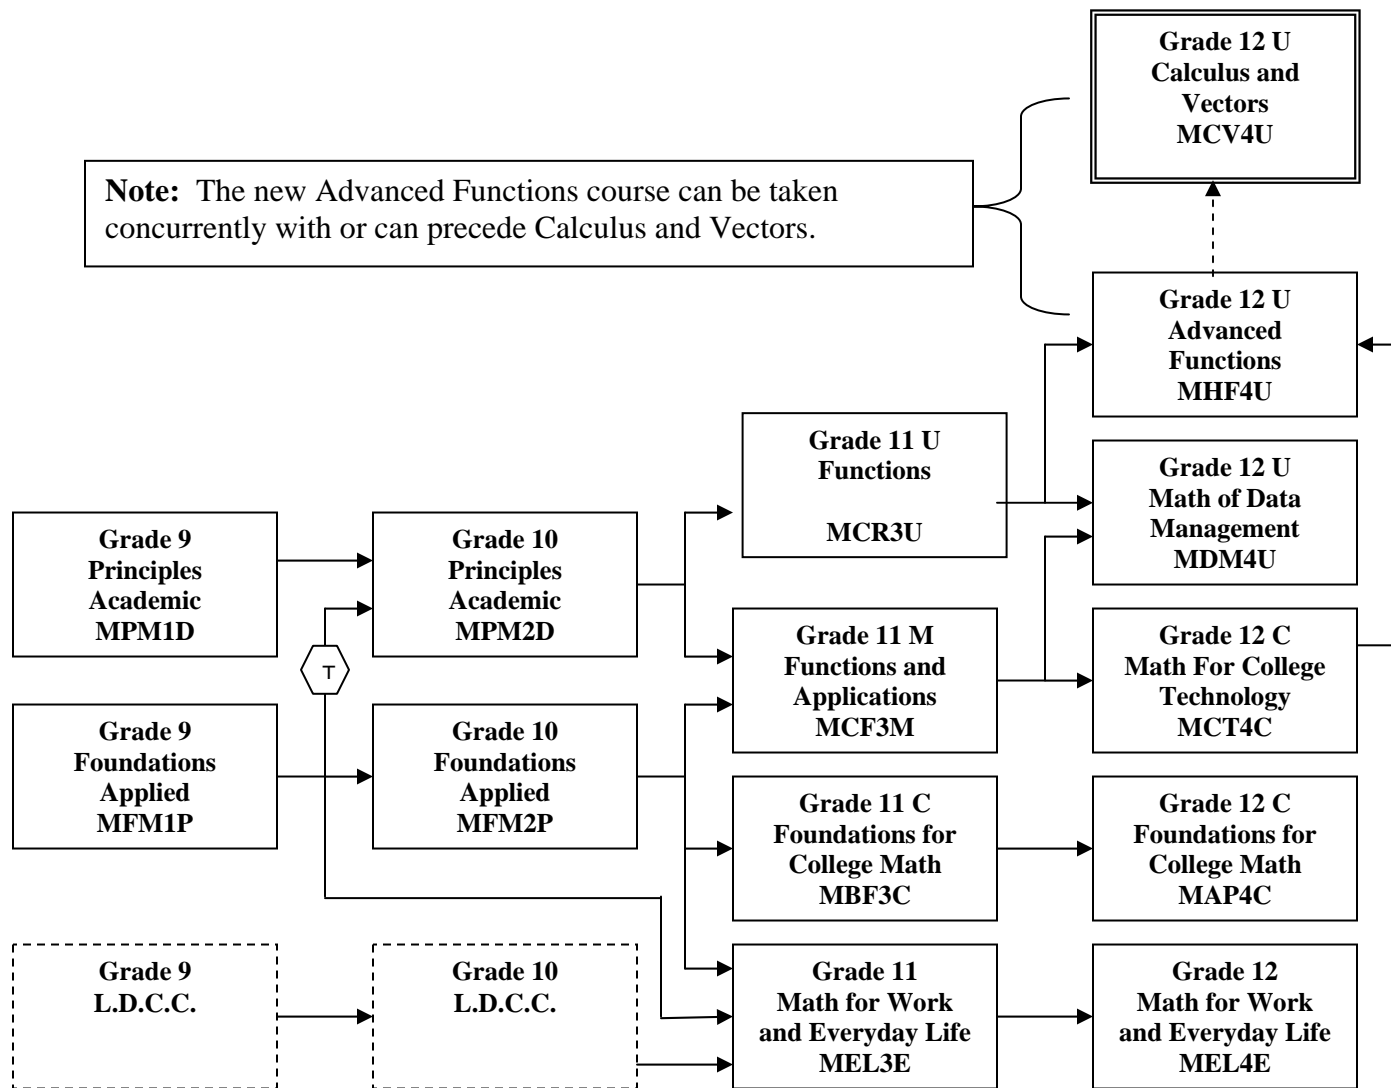 Grade 12 U
Calculus and
Vectors
MCV4U
Note: The new Advanced Functions course can be taken
concurrently with or can precede Calculus and Vectors.
Grade 12 U
Advanced
Functions
MHF4U
Grade 11 U
Functions
MCR3U
Grade 12 U
Math of Data
Management
MDM4U
Grade 9
Principles
Academic
MPM1D
Grade 10
Principles
Academic
MPM2D
T
Grade 11 M
Functions and
Applications
MCF3M
Grade 12 C
Math For College
Technology
MCT4C
Grade 9
Foundations
Applied
MFM1P
Grade 10
Foundations
Applied
MFM2P
Grade 11 C
Foundations for
College Math
MBF3C
Grade 12 C
Foundations for
College Math
MAP4C
Grade 9
L.D.C.C.
Grade 10
L.D.C.C.
Grade 11
Math for Work
and Everyday Life
MEL3E
Grade 12
Math for Work
and Everyday Life
MEL4E